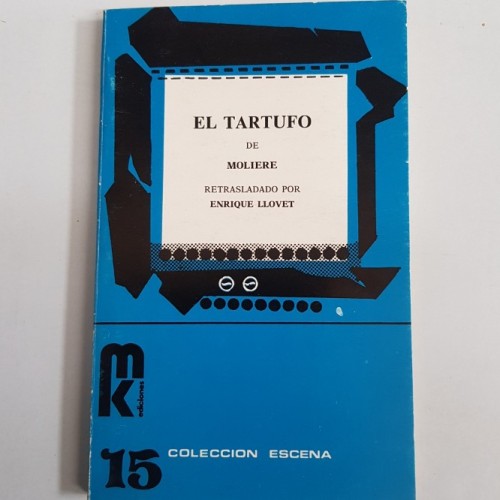 EL TARTUFO
DE
MOLIERE
RETRASLADADO POR
ENRIQUE LLOVET
mk
ediciones
15 COLECCION ESCENA